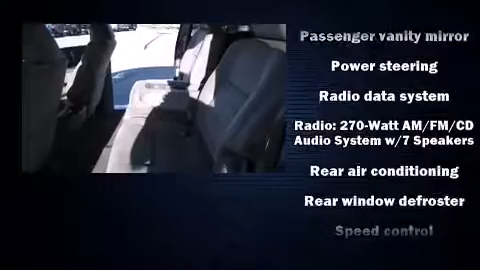 Passenger vanity mirror
Power steering
Radio data system
Radio: 270-Watt AM/FM/CD
Audio System w/7 Speakers
Rear air conditioning
Rear window defroster
Speed control